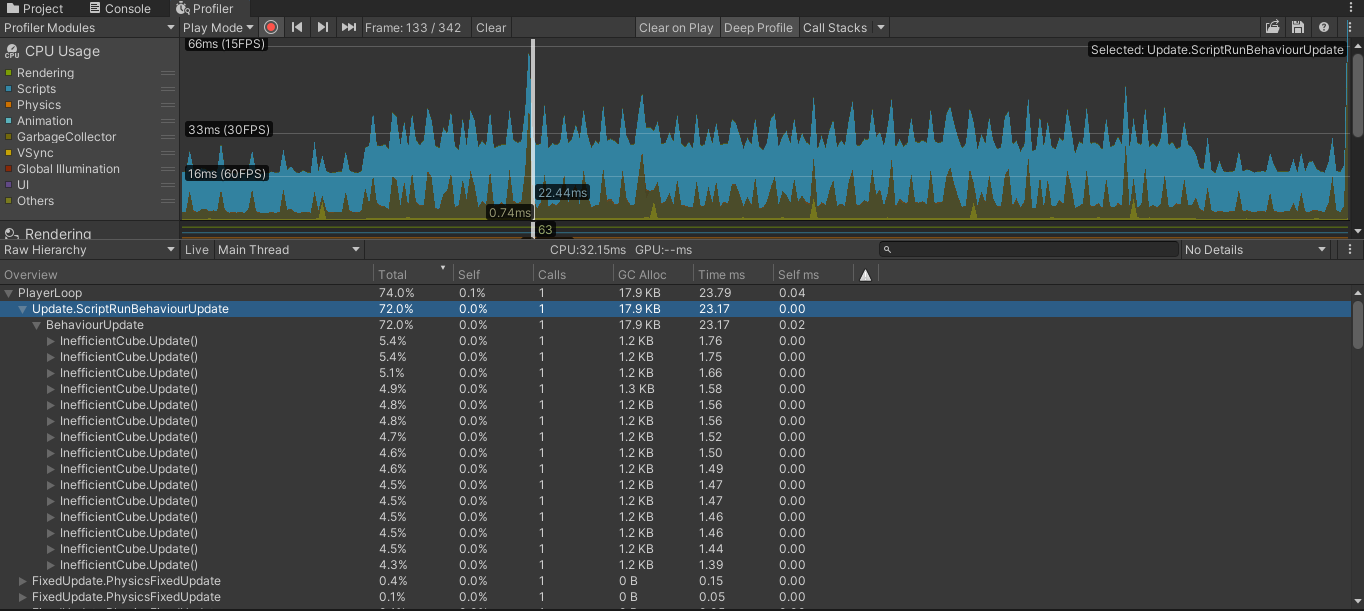 Project Console Profiler
Profiler Modules Play Mode Frame: 133 / 342 Clear Clear on Play Deep Profile Call Stacks
CPU Usage
Rendering
Scripts
Physics
Animation
GarbageCollector
VSync
Global Illumination
UI
Others
Rendering
66ms (15FPS)
Selected: Update.ScriptRunBehaviourUpdate
33ms (30FPS)
16ms (60FPS)
22.44ms
0.74ms
63
Raw Hierarchy Live Main Thread CPU:32.15ms GPU:--ms No Details
Overview Total Self Calls GC Alloc Time ms Self ms
PlayerLoop 74.0% 0.1% 1 17.9 KB 23.79 0.04
Update.ScriptRunBehaviourUpdate 72.0% 0.0% 1 17.9 KB 23.17 0.00
BehaviourUpdate 72.0% 0.0% 1 17.9 KB 23.17 0.02
InefficientCube.Update() 5.4% 0.0% 1 1.2 KB 1.76 0.00
InefficientCube.Update() 5.4% 0.0% 1 1.2 KB 1.75 0.00
InefficientCube.Update() 5.1% 0.0% 1 1.2 KB 1.66 0.00
InefficientCube.Update() 4.9% 0.0% 1 1.3 KB 1.58 0.00
InefficientCube.Update() 4.8% 0.0% 1 1.2 KB 1.56 0.00
InefficientCube.Update() 4.8% 0.0% 1 1.2 KB 1.56 0.00
InefficientCube.Update() 4.7% 0.0% 1 1.2 KB 1.52 0.00
InefficientCube.Update() 4.6% 0.0% 1 1.2 KB 1.50 0.00
InefficientCube.Update() 4.6% 0.0% 1 1.2 KB 1.49 0.00
InefficientCube.Update() 4.5% 0.0% 1 1.2 KB 1.47 0.00
InefficientCube.Update() 4.5% 0.0% 1 1.2 KB 1.47 0.00
InefficientCube.Update() 4.5% 0.0% 1 1.2 KB 1.46 0.00
InefficientCube.Update() 4.5% 0.0% 1 1.2 KB 1.46 0.00
InefficientCube.Update() 4.5% 0.0% 1 1.2 KB 1.44 0.00
InefficientCube.Update() 4.3% 0.0% 1 1.2 KB 1.39 0.00
FixedUpdate.PhysicsFixedUpdate 0.4% 0.0% 1 0 B 0.15 0.00
FixedUpdate.PhysicsFixedUpdate 0.1% 0.0% 1 0 B 0.05 0.00